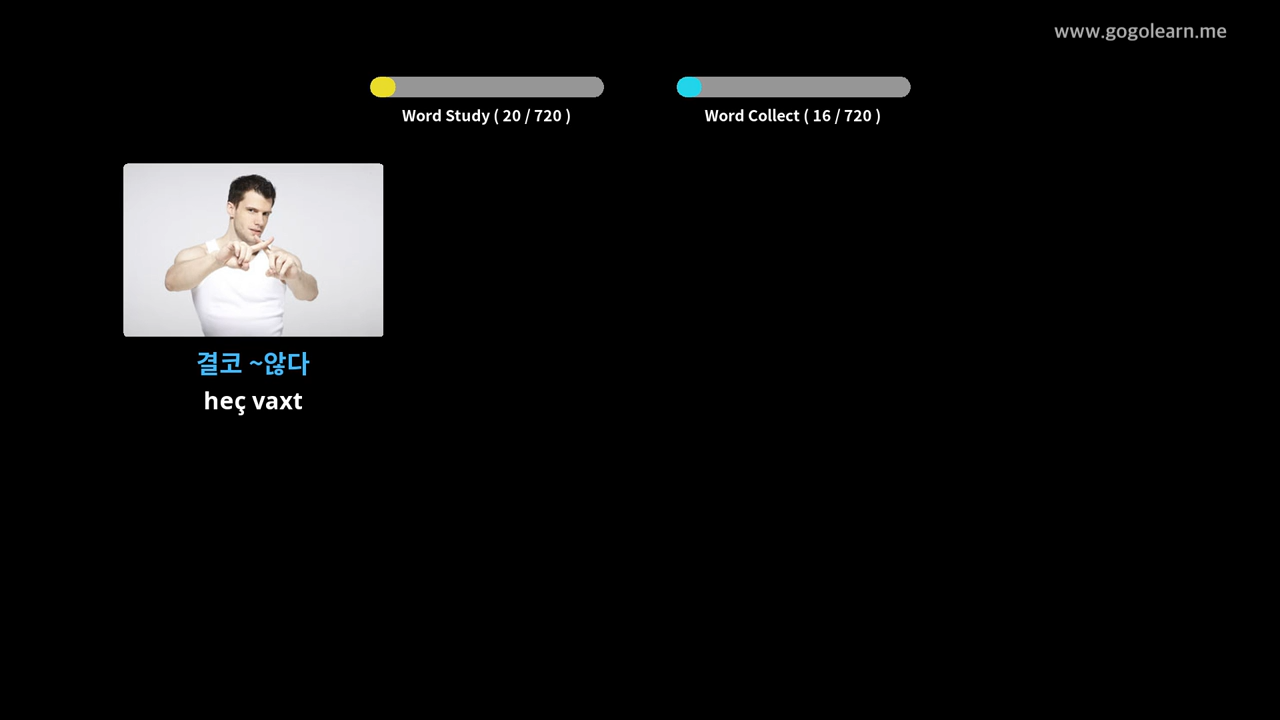 www.gogolearn.me
Word Study ( 20 / 720 )
Word Collect ( 16 / 720 )
결코 ~않다
heç vaxt